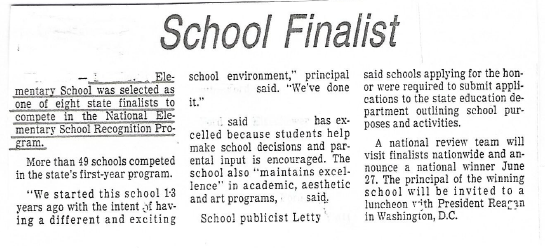 School Finalist
Ele-
mentary School was selected as
one of eight state finalists to
compete in the National Ele-
mentary School Recognition Pro-
gram.
More than 49 schools competed
in the state's first-year program.
"We started this school 13
years ago with the intent of hav-
ing a different and exciting
school environment," principal
said. "We've done
it."
said has ex-
celled because students help
make school decisions and par-
ental input is encouraged. The
school also "maintains excel-
lence" in academic, aesthetic
and art programs, said.
School publicist Letty
said schools applying for the hon-
or were required to submit appli-
cations to the state education de-
partment outlining school pur-
poses and activities.
A national review team will
visit finalists nationwide and an-
nounce a national winner June
27. The principal of the winning
school will be invited to a
luncheon with President Reagan
in Washington, D.C.